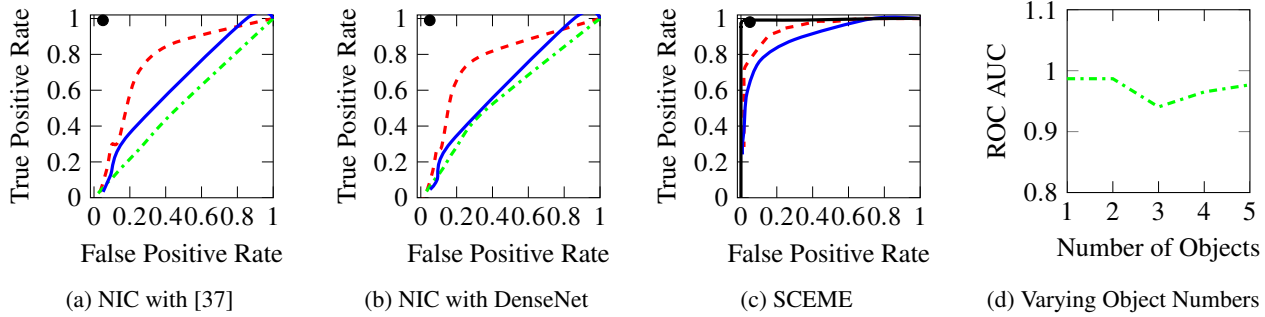 True Positive Rate
1
0.8
0.6
0.4
0.2
0
0 0.2 0.4 0.6 0.8 1
False Positive Rate
(a) NIC with [37]
True Positive Rate
1
0.8
0.6
0.4
0.2
0
0 0.2 0.4 0.6 0.8 1
False Positive Rate
(b) NIC with DenseNet
True Positive Rate
1
0.8
0.6
0.4
0.2
0
0 0.2 0.4 0.6 0.8 1
False Positive Rate
(c) SCEME
ROC AUC
1.1
1
0.9
0.8
1 2 3 4 5
Number of Objects
(d) Varying Object Numbers